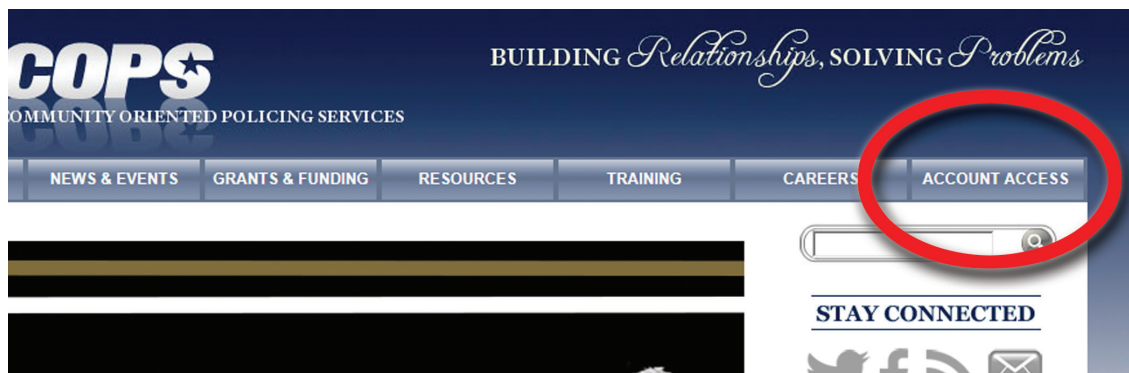 COPS
BUILDING Relationships, SOLVING Problems
COMMUNITY ORIENTED POLICING SERVICES
NEWS & EVENTS GRANTS & FUNDING RESOURCES TRAINING CAREERS ACCOUNT ACCESS
STAY CONNECTED